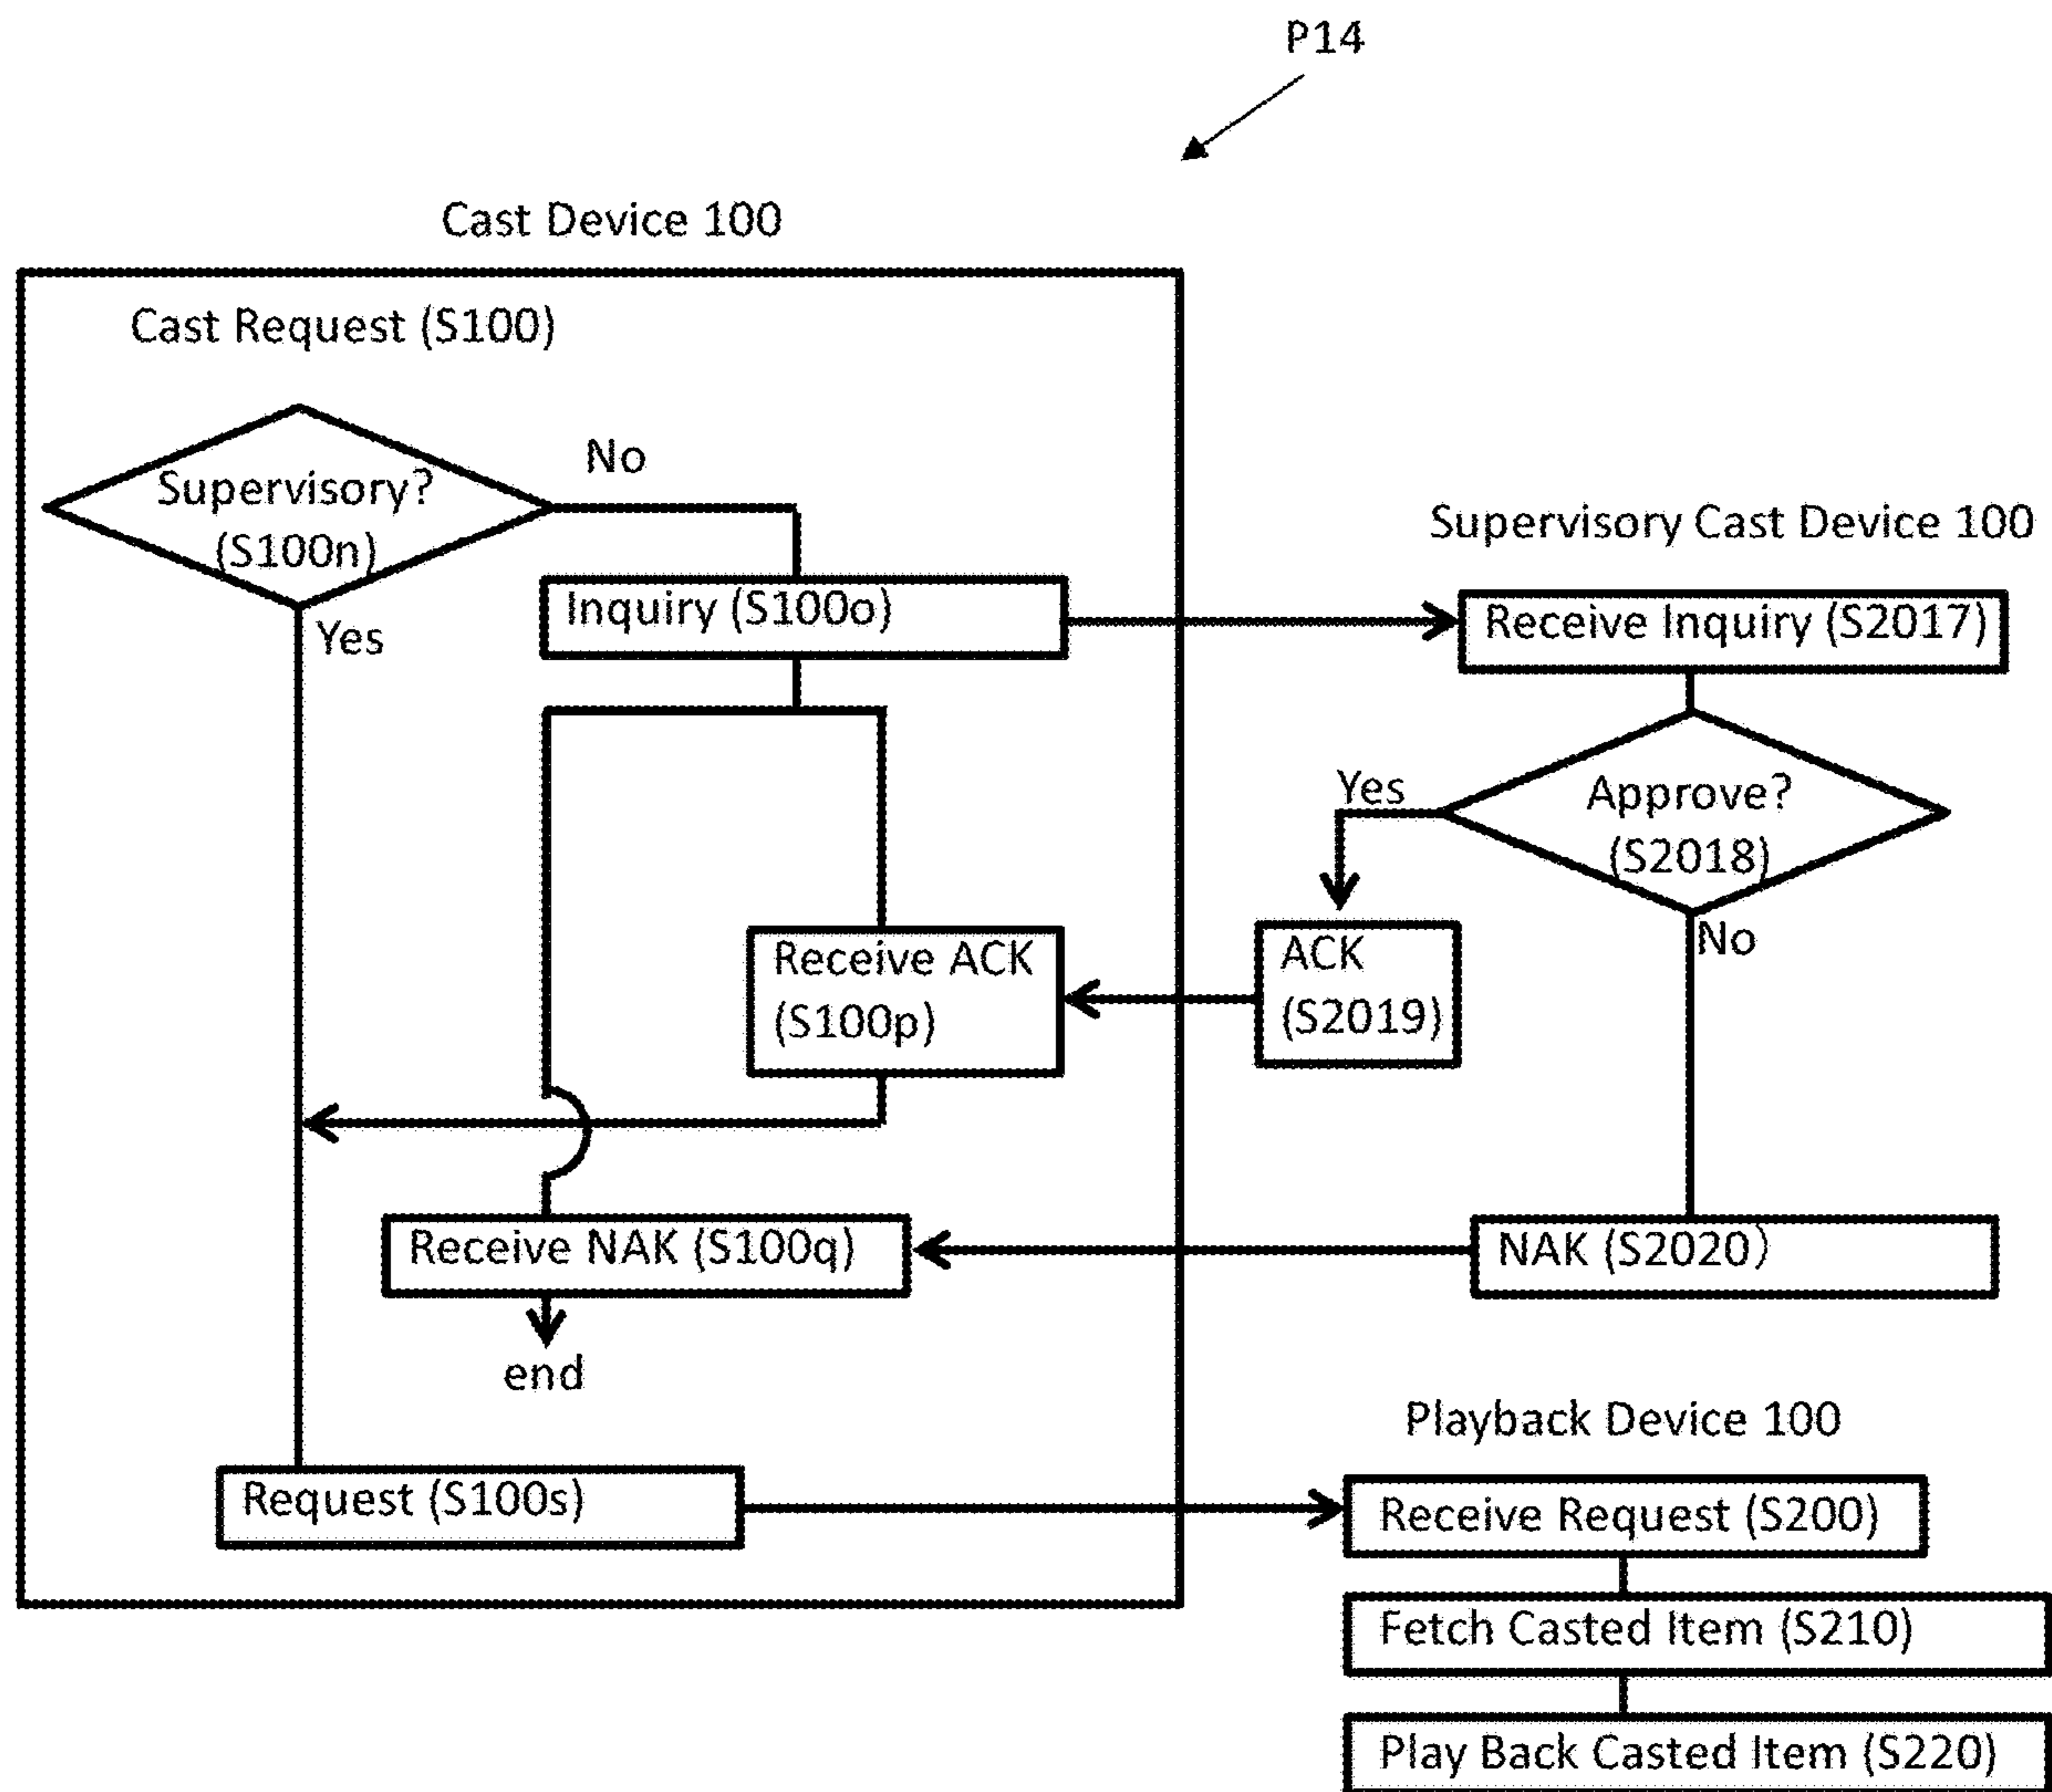 P14
Cast Device 100
Cast Request (S100)
Supervisory?
(S100n)
No
Yes
Inquiry (S100o)
Receive ACK
(S100p)
Receive NAK (S100q)
end
Request (S100s)
Supervisory Cast Device 100
Receive Inquiry (S2017)
Approve?
(S2018)
Yes
No
ACK
(S2019)
NAK (S2020)
Playback Device 100
Receive Request (S200)
Fetch Casted Item (S210)
Play Back Casted Item (S220)